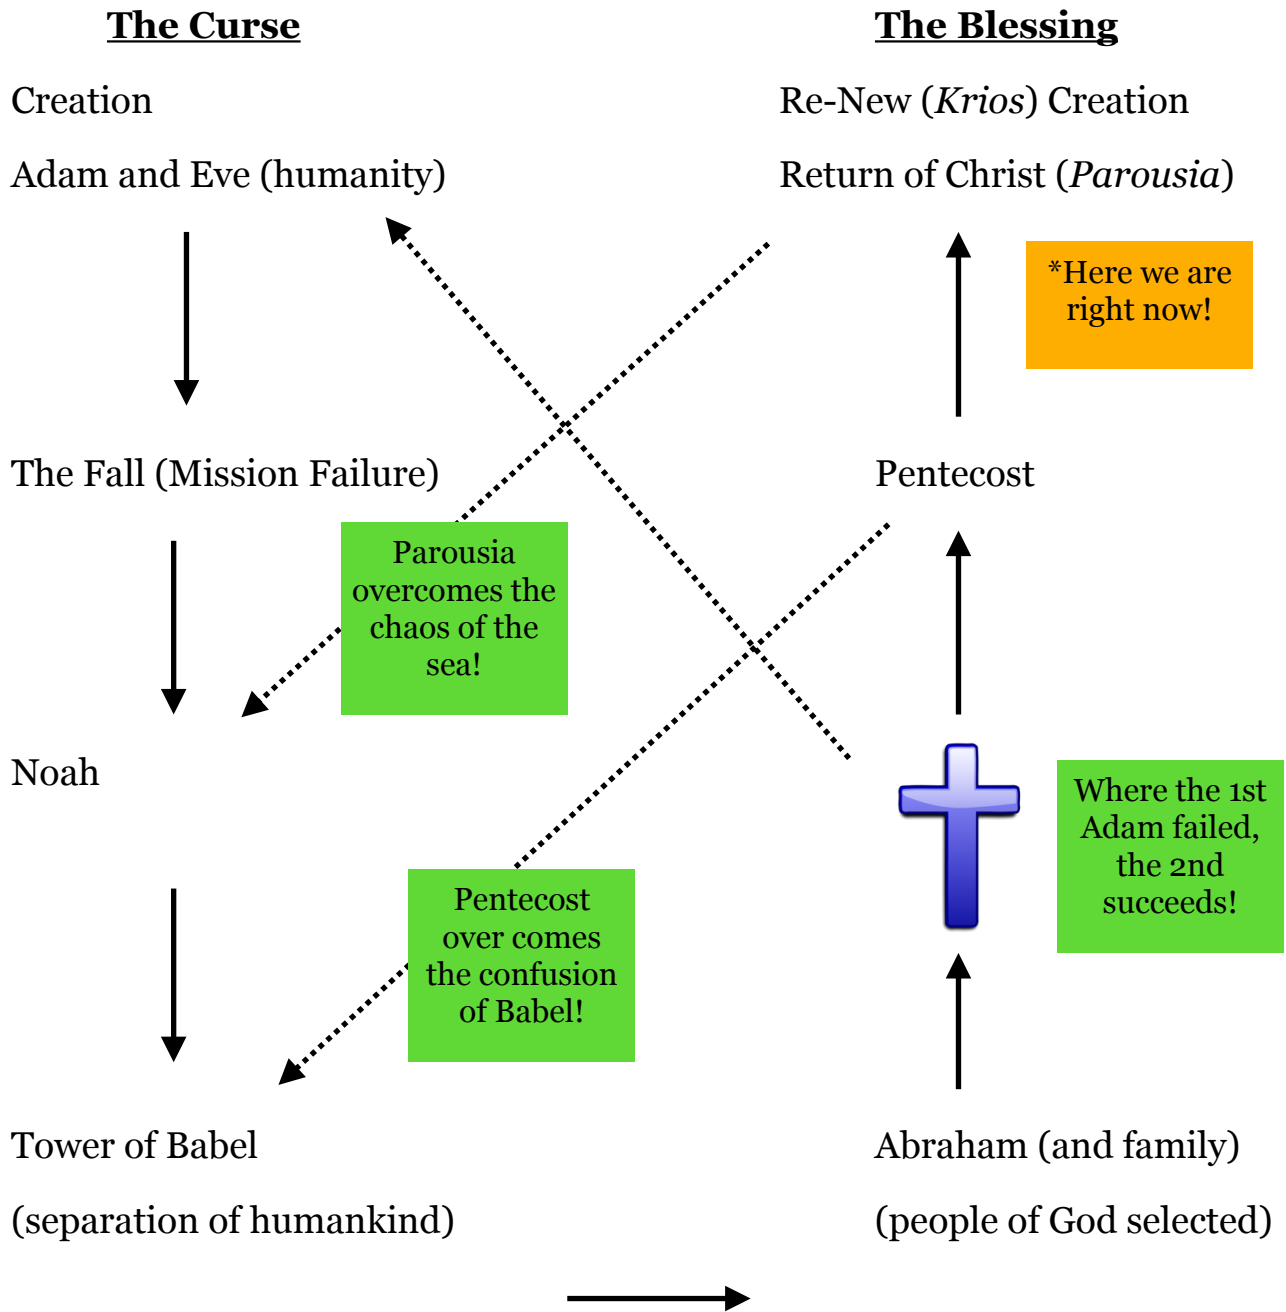 The Curse
Creation
Adam and Eve (humanity)
The Fall (Mission Failure)
Parousia
overcomes the
chaos of the
sea!
Noah
Pentecost
over comes
the confusion
of Babel!
Tower of Babel
(separation of humankind)
The Blessing
Re-New (Krios) Creation
Return of Christ (Parousia)
*Here we are
right now!
Pentecost
Where the 1st
Adam failed,
the 2nd
succeeds!
Abraham (and family)
(people of God selected)